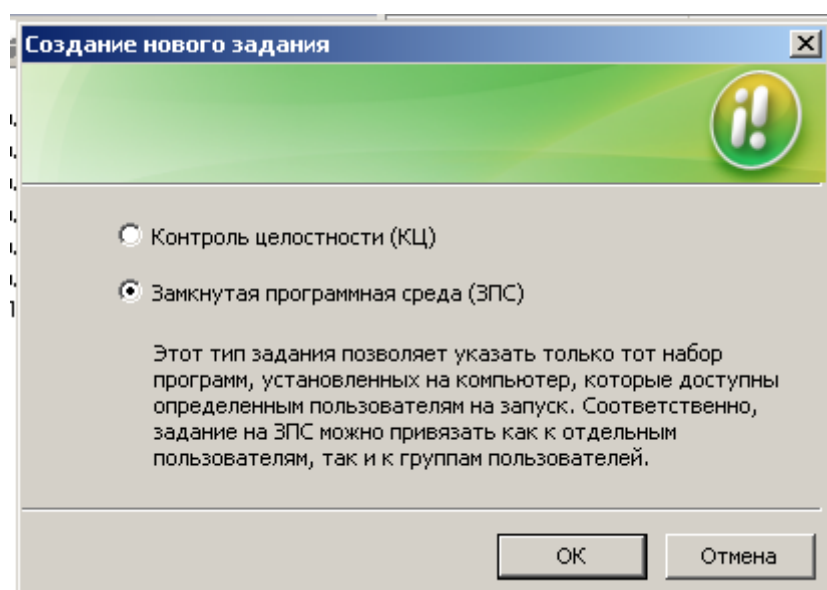 Создание нового задания
Контроль целостности (КЦ)
Замкнутая программная среда (ЗПС)
Этот тип задания позволяет указать только тот набор
программ, установленных на компьютер, которые доступны
определенным пользователям на запуск. Соответственно,
задание на ЗПС можно привязать как к отдельным
пользователям, так и к группам пользователей.
ОК
Отмена